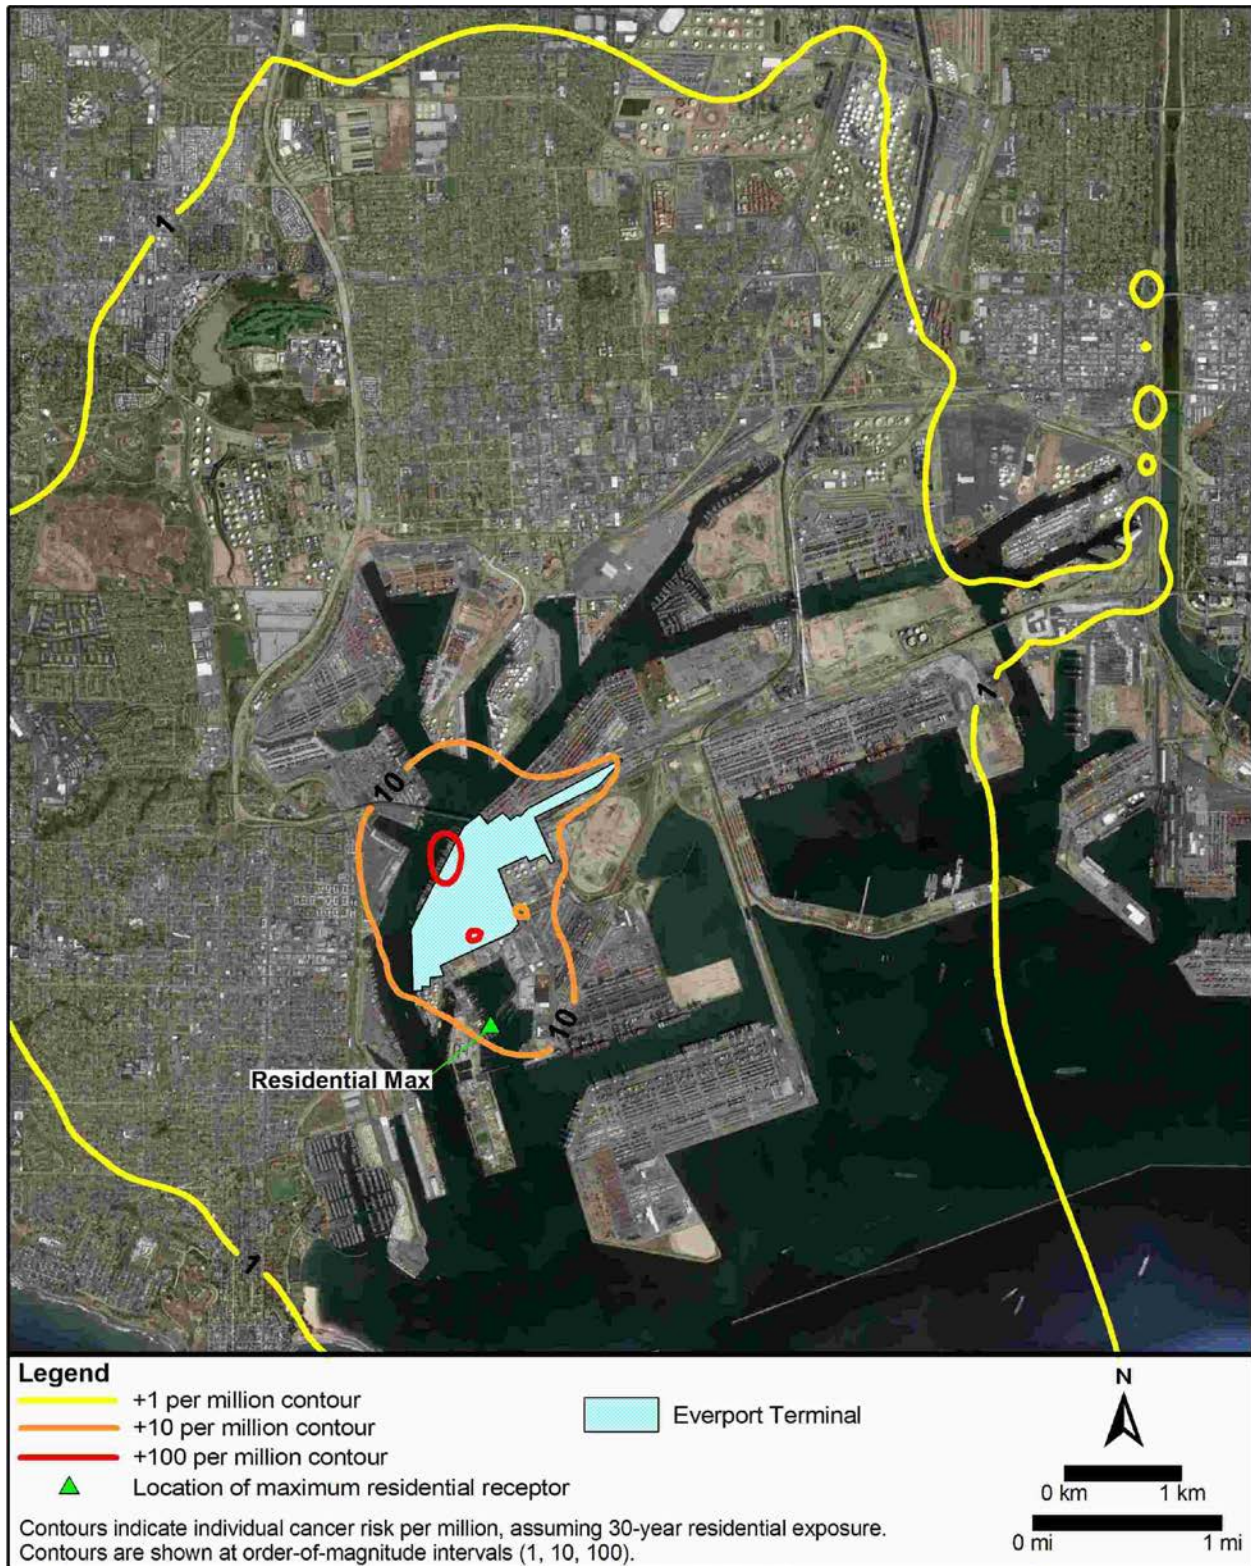 1
1
10
10
Residential Max
1
Legend
+1 per million contour
+10 per million contour
+100 per million contour
Location of maximum residential receptor
Everport Terminal
N
0 km 1 km
0 mi 1 mi
Contours indicate individual cancer risk per million, assuming 30-year residential exposure.
Contours are shown at order-of-magnitude intervals (1, 10, 100).